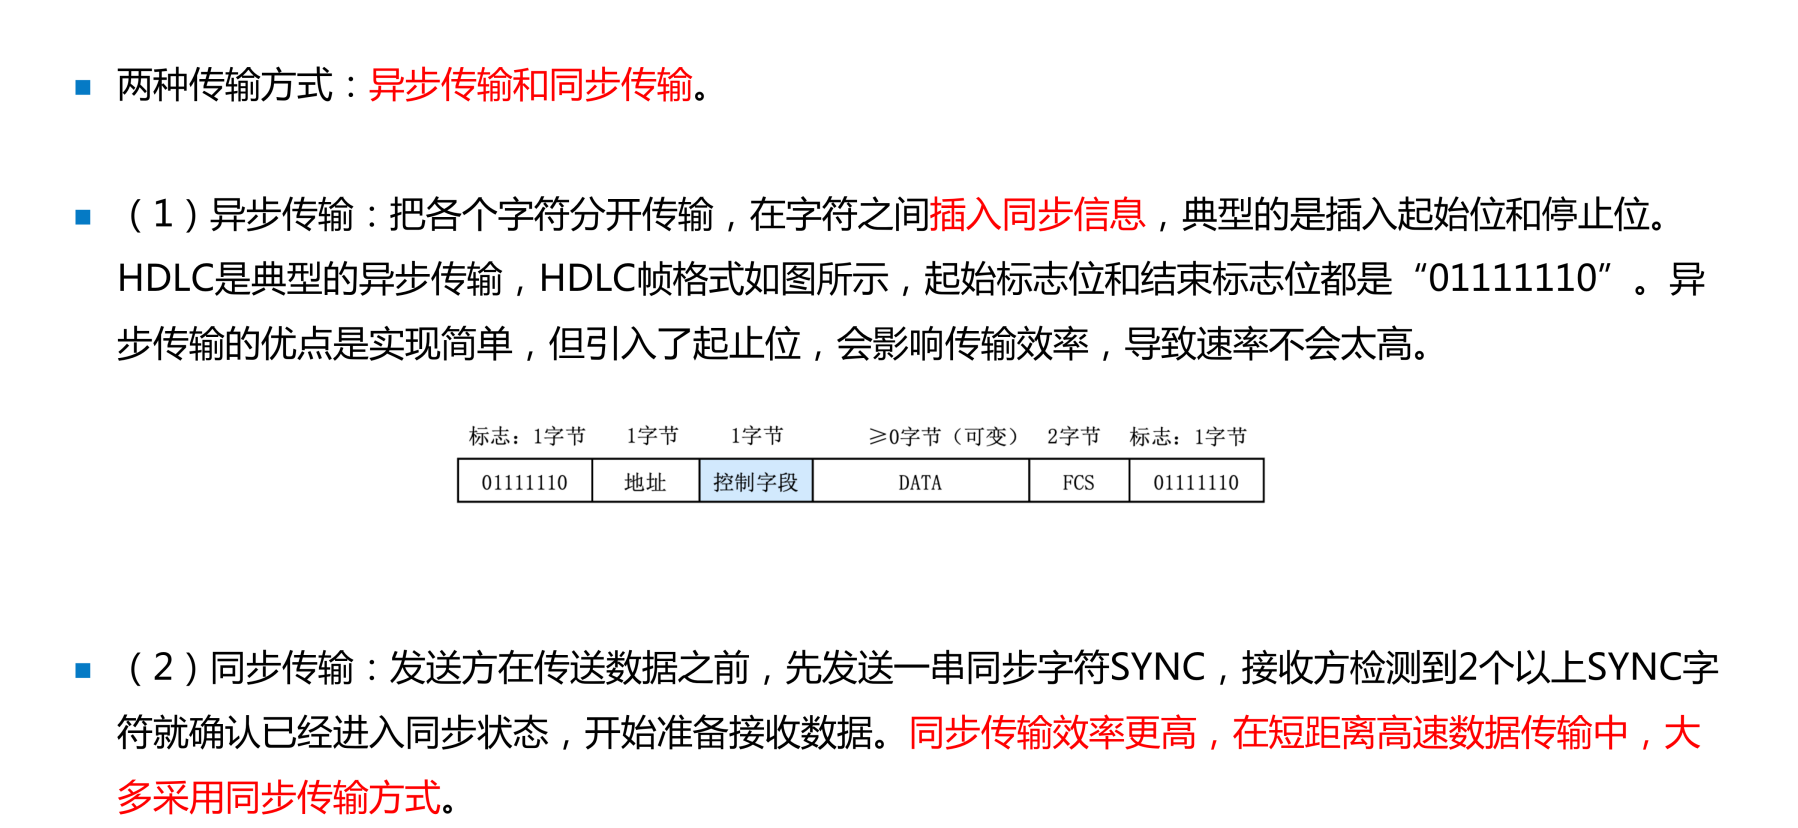 两种传输方式：异步传输和同步传输。
（1）异步传输：把各个字符分开传输，在字符之间插入同步信息，典型的是插入起始位和停止位。
HDLC是典型的异步传输，HDLC帧格式如图所示，起始标志位和结束标志位都是“01111110”。异
步传输的优点是实现简单，但引入了起止位，会影响传输效率，导致速率不会太高。
标志：1字节 1字节 1字节 ≥0字节（可变） 2字节 标志：1字节
01111110 地址 控制字段 DATA FCS 01111110
（2）同步传输：发送方在传送数据之前，先发送一串同步字符SYNC，接收方检测到2个以上SYNC字
符就确认已经进入同步状态，开始准备接收数据。同步传输效率更高，在短距离高速数据传输中，大
多采用同步传输方式。